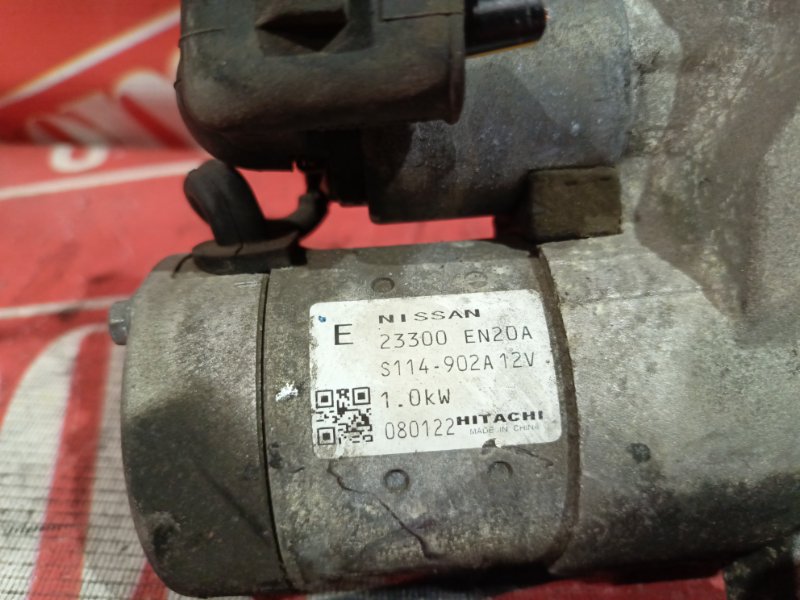 NISSAN
E 23300 EN20A
S114-902A 12V
1.0kW
080122 HITACHI
MADE IN CHINA